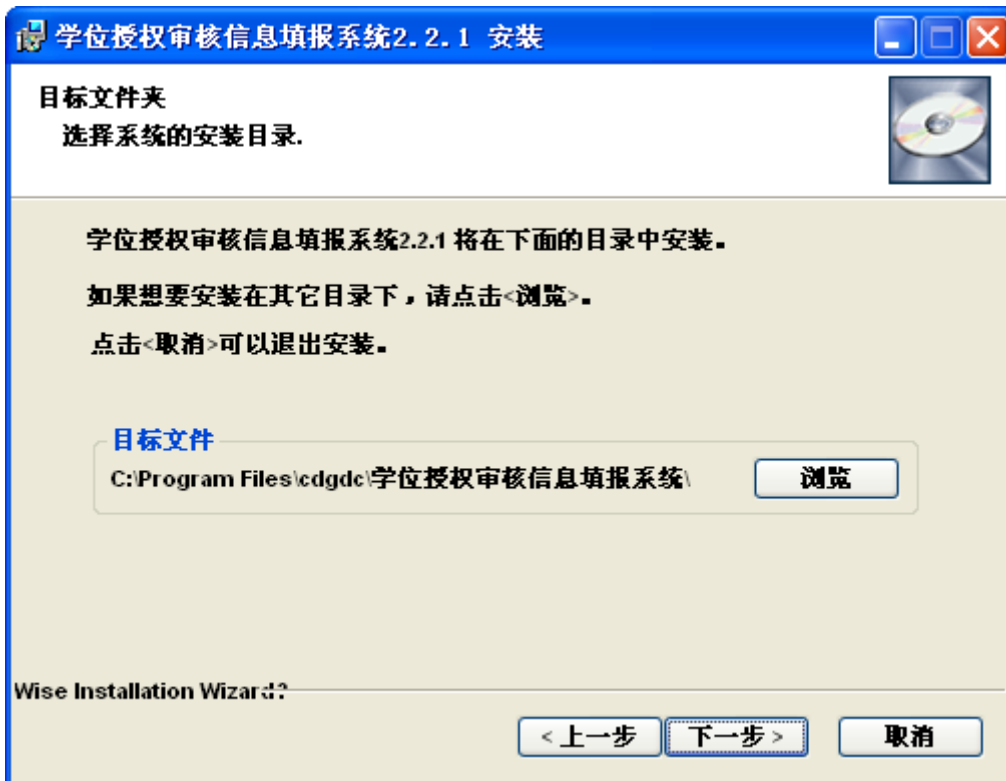 学位授权审核信息填报系统2.2.1 安装
目标文件夹
选择系统的安装目录.
学位授权审核信息填报系统2.2.1 将在下面的目录中安装。
如果想要安装在其它目录下，请点击<浏览>。
点击<取消>可以退出安装。
目标文件
C:\Program Files\cdgdc\学位授权审核信息填报系统\
浏览
Wise Installation Wizard?
< 上一步
下一步 >
取消